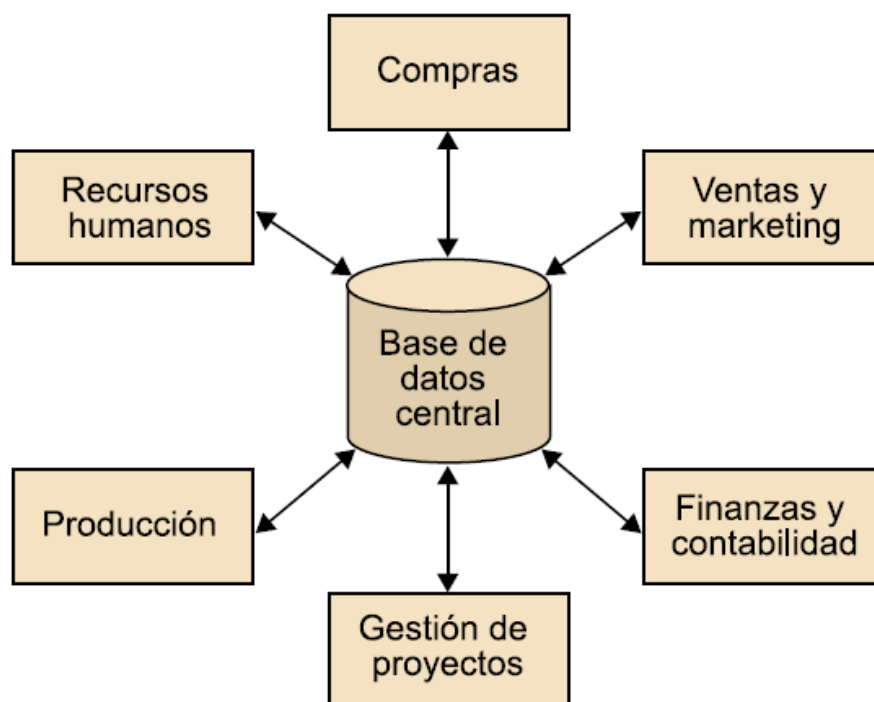 Compras
Recursos
humanos
Ventas y
marketing
Base de
datos
central
Producción
Finanzas y
contabilidad
Gestión de
proyectos